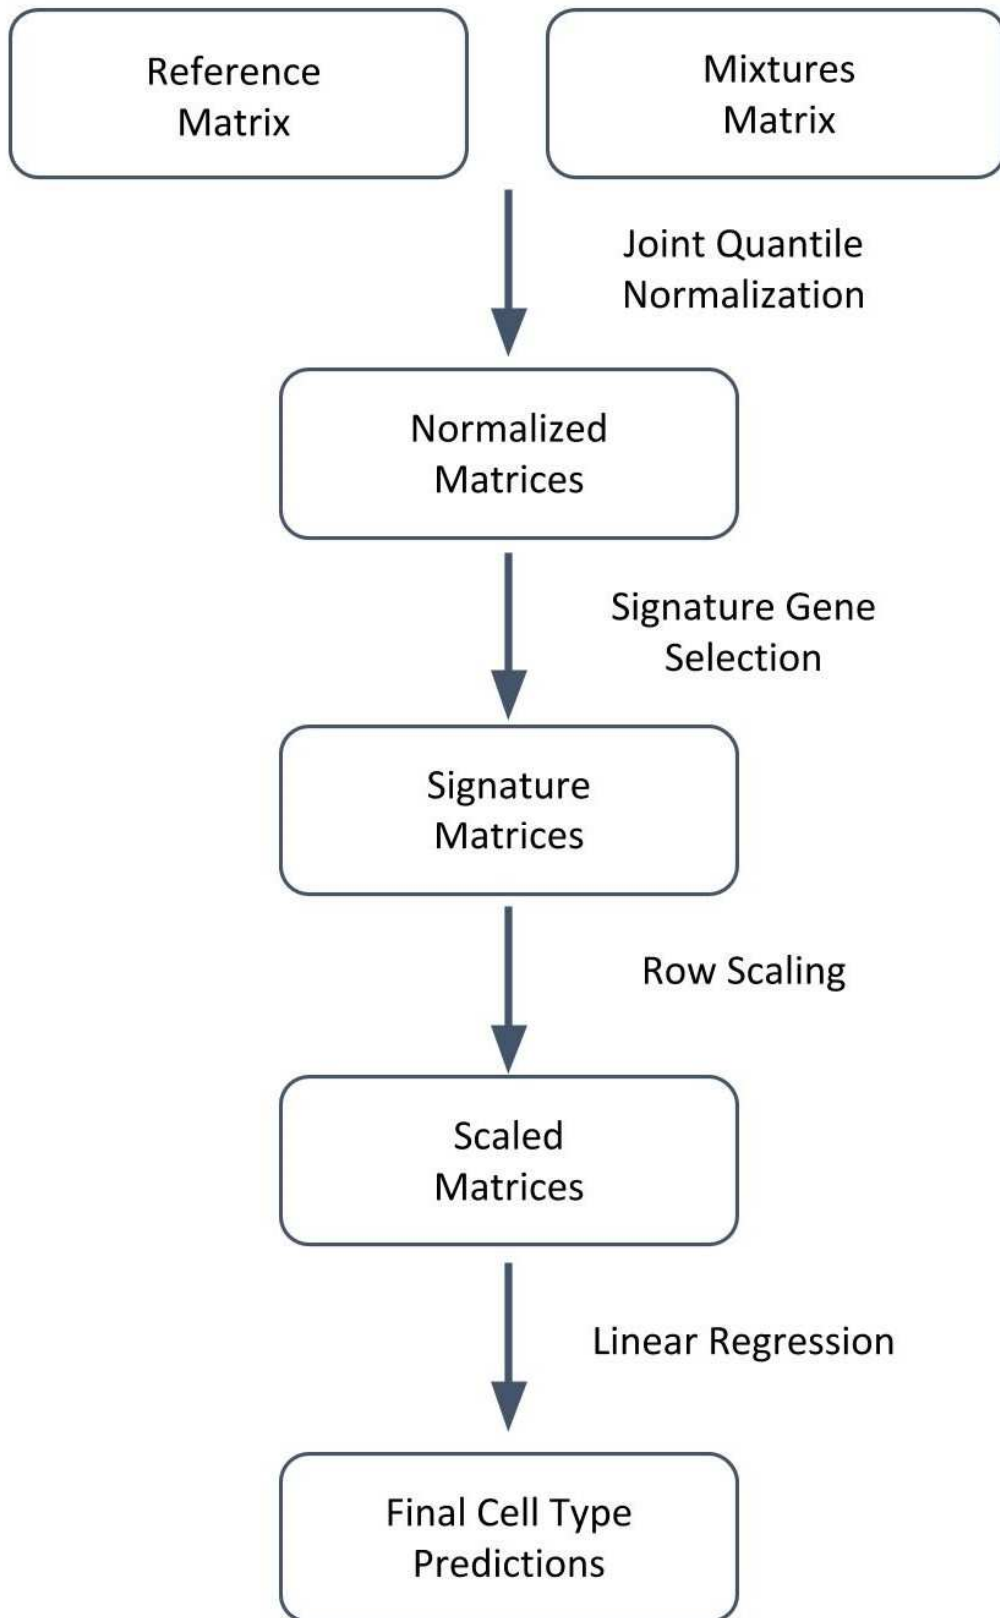 Reference
Matrix
Mixtures
Matrix
Joint Quantile
Normalization
Normalized
Matrices
Signature Gene
Selection
Signature
Matrices
Row Scaling
Scaled
Matrices
Linear Regression
Final Cell Type
Predictions